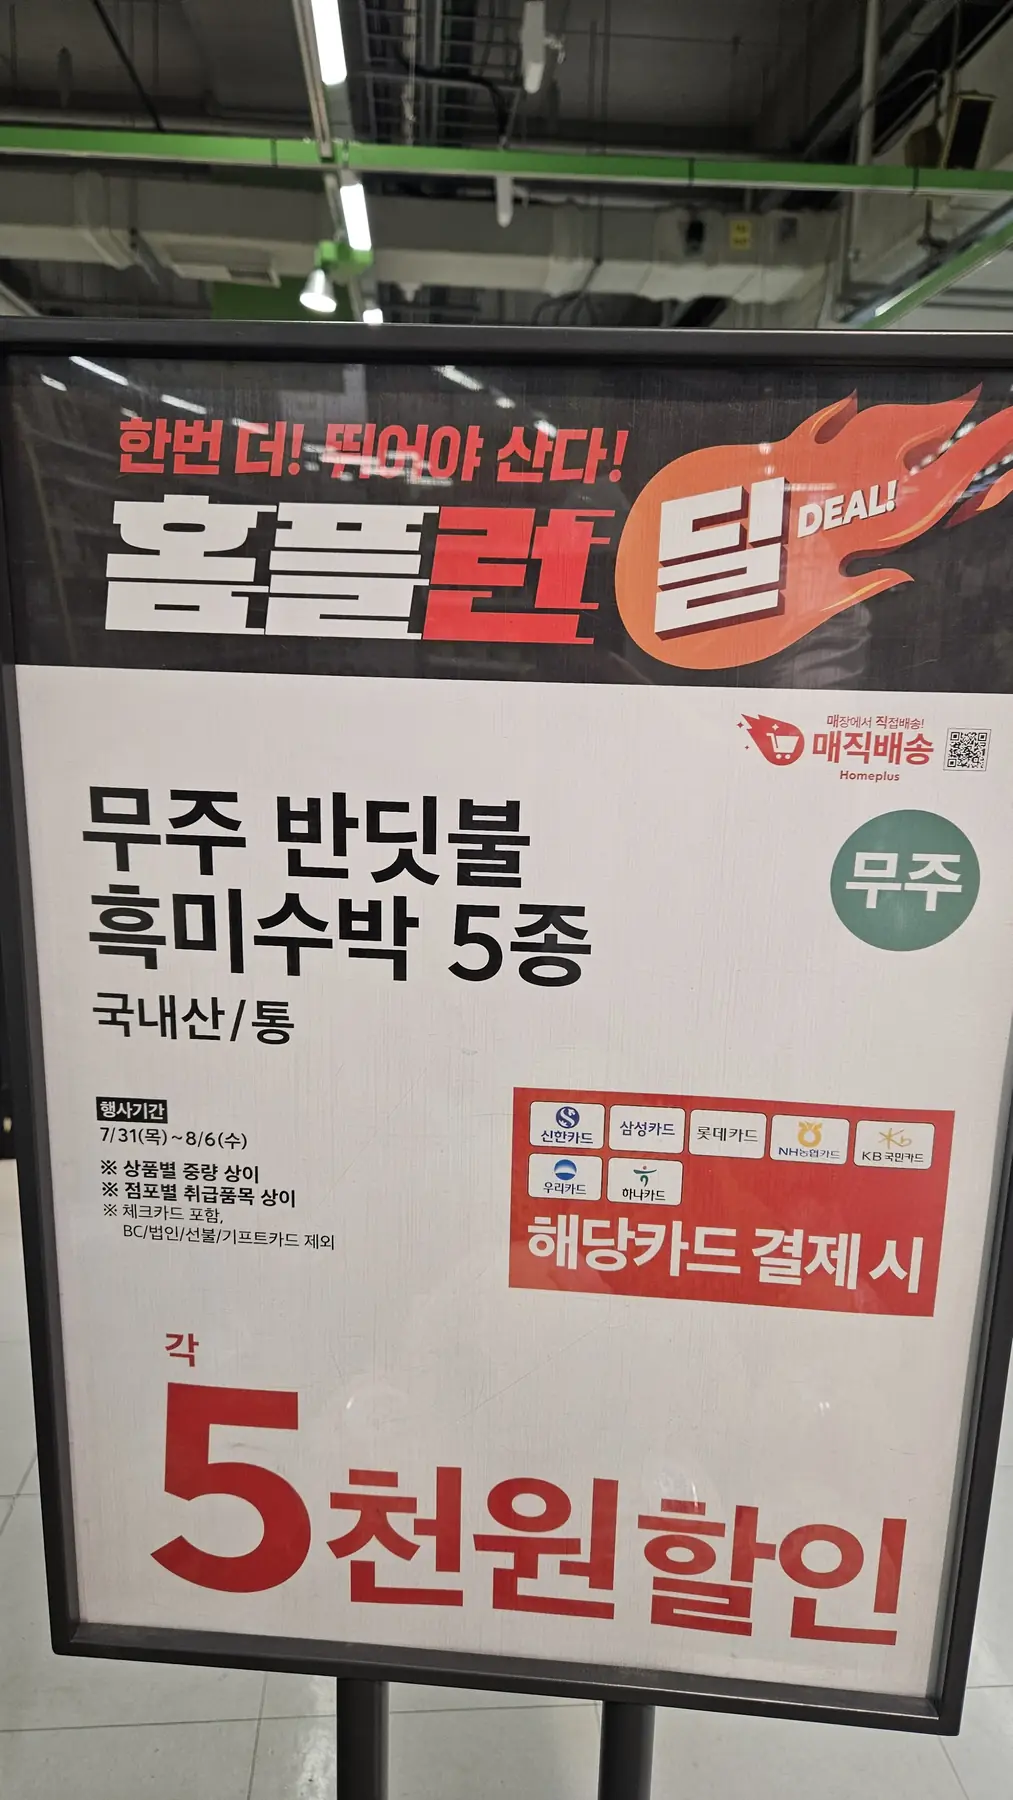 한번 더! 뛰어야 산다!
홈플런 딜 DEAL!
매장에서 직접배송!
매직배송
Homeplus
무주 반딧불
흑미수박 5종
무주
국내산/통
행사기간
7/31(목)~8/6(수)
※ 상품별 중량 상이
※ 점포별 취급품목 상이
※ 체크카드 포함,
BC/법인/선불/기프트카드 제외
신한카드 삼성카드 롯데카드 NH농협카드 KB국민카드
우리카드 하나카드
해당카드 결제 시
각
5천원할인